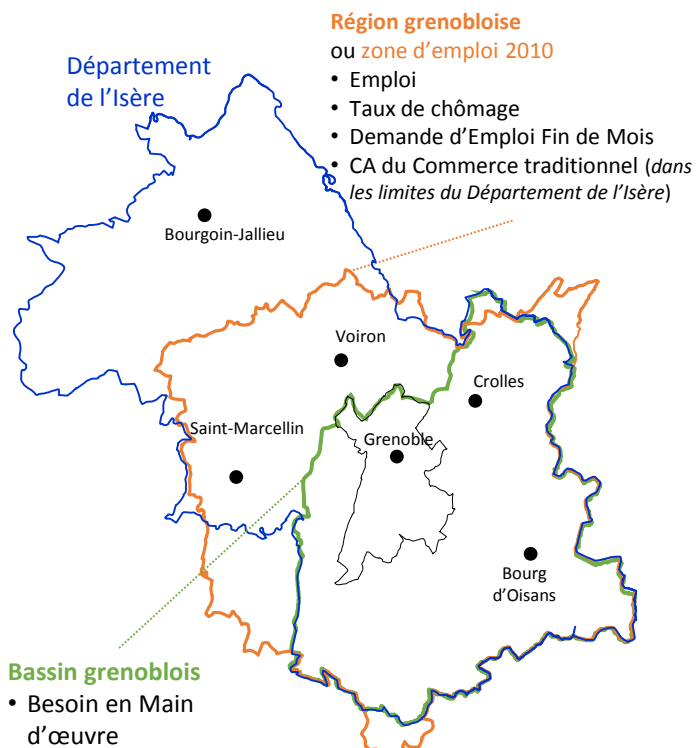 Région grenobloise
ou zone d’emploi 2010
• Emploi
• Taux de chômage
• Demande d’Emploi Fin de Mois
• CA du Commerce traditionnel (dans
les limites du Département de l’Isère)
Département
de l’Isère
Bourgoin-Jallieu
Voiron
Crolles
Saint-Marcellin
Grenoble
Bourg
d’Oisans
Bassin grenoblois
• Besoin en Main
d’œuvre